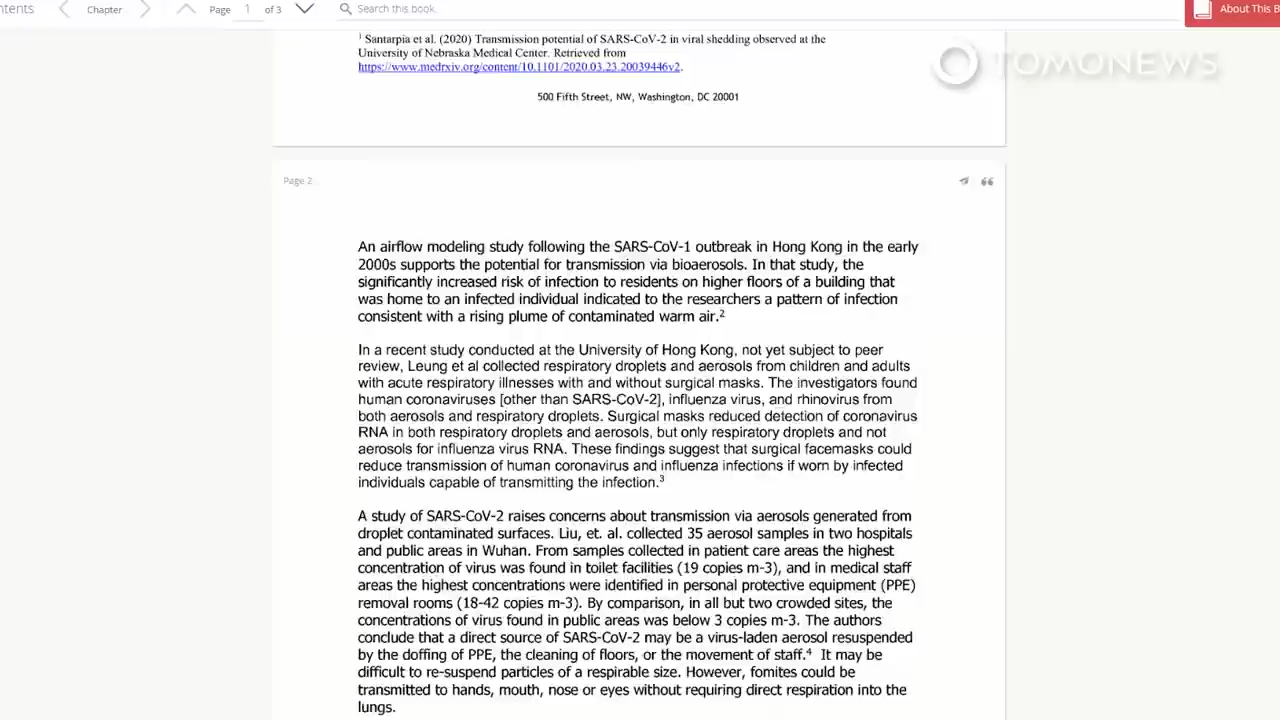 ntents
Chapter
Page 1 of 3
Search this book.
About This B
1 Santarpia et al. (2020) Transmission potential of SARS-CoV-2 in viral shedding observed at the
University of Nebraska Medical Center. Retrieved from
https://www.medrxiv.org/content/10.1101/2020.03.23.20039446v2.
TOMONEWS
500 Fifth Street, NW, Washington, DC 20001
Page 2
An airflow modeling study following the SARS-CoV-1 outbreak in Hong Kong in the early
2000s supports the potential for transmission via bioaerosols. In that study, the
significantly increased risk of infection to residents on higher floors of a building that
was home to an infected individual indicated to the researchers a pattern of infection
consistent with a rising plume of contaminated warm air.2
In a recent study conducted at the University of Hong Kong, not yet subject to peer
review, Leung et al collected respiratory droplets and aerosols from children and adults
with acute respiratory illnesses with and without surgical masks. The investigators found
human coronaviruses [other than SARS-CoV-2], influenza virus, and rhinovirus from
both aerosols and respiratory droplets. Surgical masks reduced detection of coronavirus
RNA in both respiratory droplets and aerosols, but only respiratory droplets and not
aerosols for influenza virus RNA. These findings suggest that surgical facemasks could
reduce transmission of human coronavirus and influenza infections if worn by infected
individuals capable of transmitting the infection.3
A study of SARS-CoV-2 raises concerns about transmission via aerosols generated from
droplet contaminated surfaces. Liu, et. al. collected 35 aerosol samples in two hospitals
and public areas in Wuhan. From samples collected in patient care areas the highest
concentration of virus was found in toilet facilities (19 copies m-3), and in medical staff
areas the highest concentrations were identified in personal protective equipment (PPE)
removal rooms (18-42 copies m-3). By comparison, in all but two crowded sites, the
concentrations of virus found in public areas was below 3 copies m-3. The authors
conclude that a direct source of SARS-CoV-2 may be a virus-laden aerosol resuspended
by the doffing of PPE, the cleaning of floors, or the movement of staff.4 It may be
difficult to re-suspend particles of a respirable size. However, fomites could be
transmitted to hands, mouth, nose or eyes without requiring direct respiration into the
lungs.